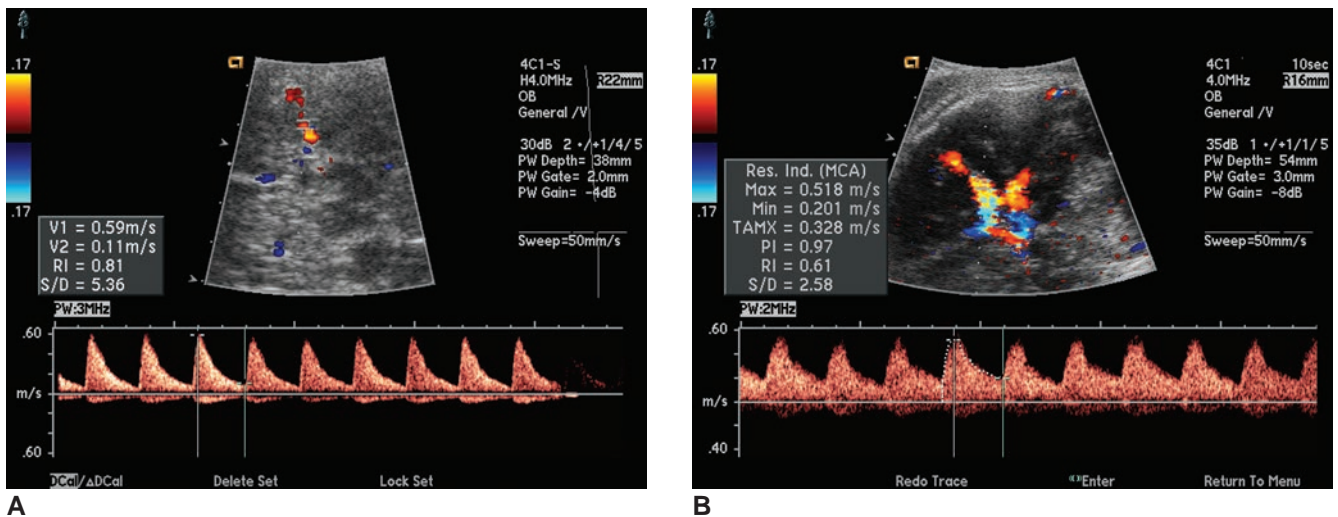 .17
.17
4C1-S
H4.0MHz R22mm
OB
General /V
30dB 2 •/+1/4/5
PW Depth= 38mm
PW Gate= 2.0mm
PW Gain= -4dB
Sweep=50mm/s
V1 = 0.59m/s
V2 = 0.11m/s
RI = 0.81
S/D = 5.36
PW:3MHz
.60
m/s
.60
DCal/ΔDCal Delete Set Lock Set
A
.17
.17
4C1 10sec
4.0MHz R16mm
OB
General /V
35dB 1 •/+1/1/5
PW Depth= 54mm
PW Gate= 3.0mm
PW Gain= -8dB
Sweep=50mm/s
Res. Ind. (MCA)
Max = 0.518 m/s
Min = 0.201 m/s
TAMX = 0.328 m/s
PI = 0.97
RI = 0.61
S/D = 2.58
PW:2MHz
.60
m/s
.40
Redo Trace Enter Return To Menu
B